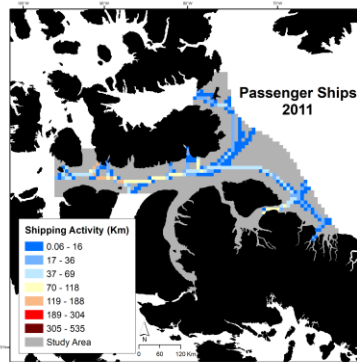 Passenger Ships
2011
Shipping Activity (Km)
0.06 - 16
17 - 36
37 - 69
70 - 118
119 - 188
189 - 304
305 - 535
Study Area
N
0
60
120 Km